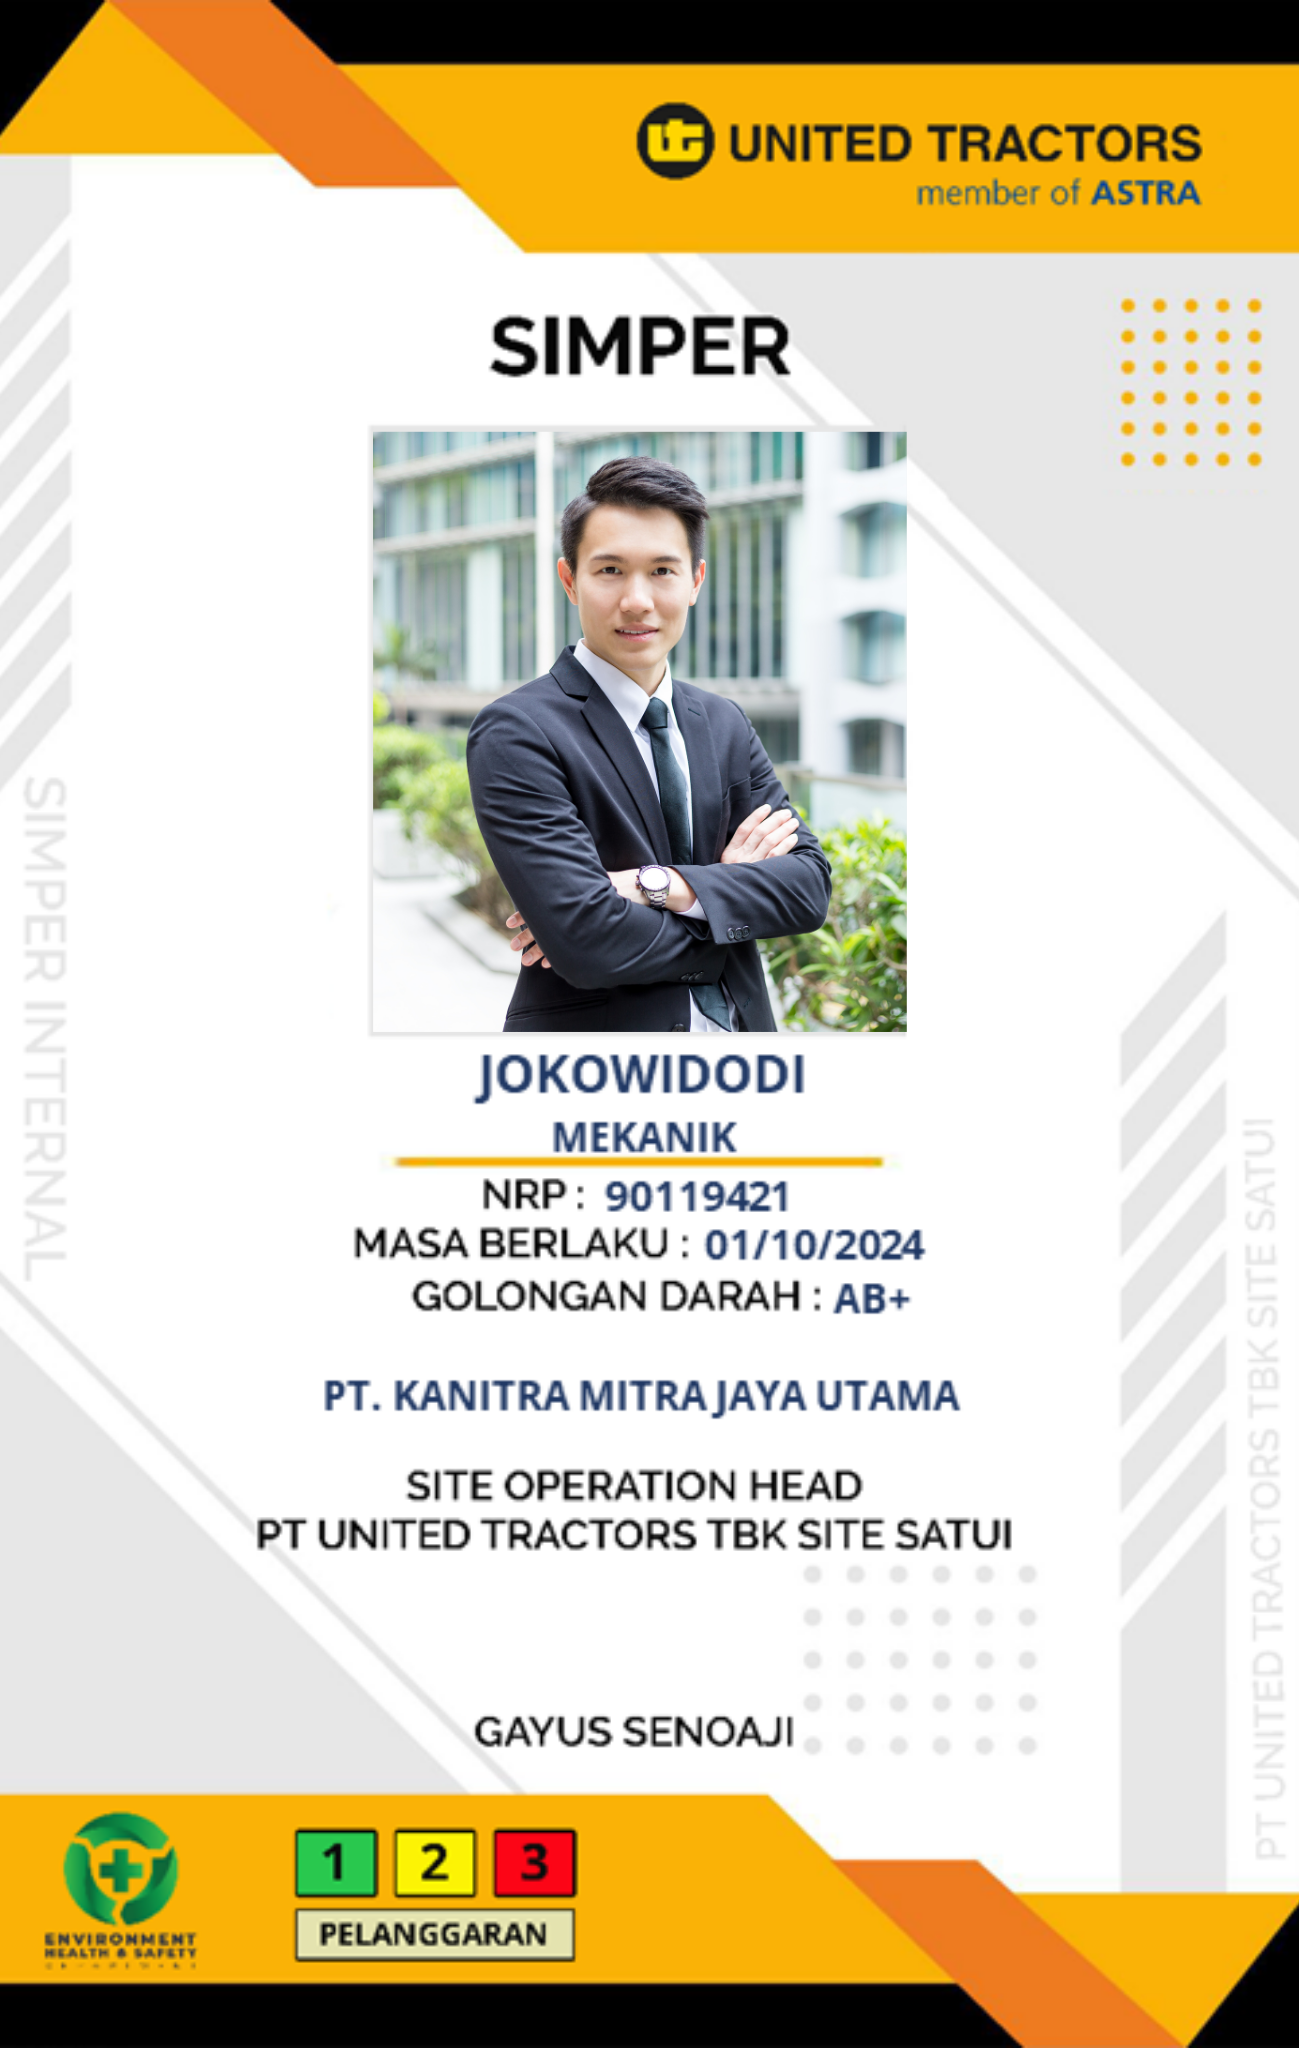 UNITED TRACTORS
member of ASTRA
SIMPER
JOKOWIDODI
MEKANIK
NRP : 90119421
MASA BERLAKU : 01/10/2024
GOLONGAN DARAH : AB+
PT. KANITRA MITRA JAYA UTAMA
SITE OPERATION HEAD
PT UNITED TRACTORS TBK SITE SATUI
GAYUS SENOAJI
SIMPER INTERNAL
PT UNITED TRACTORS TBK SITE SATUI
ENVIRONMENT
HEALTH & SAFETY
1 2 3
PELANGGARAN